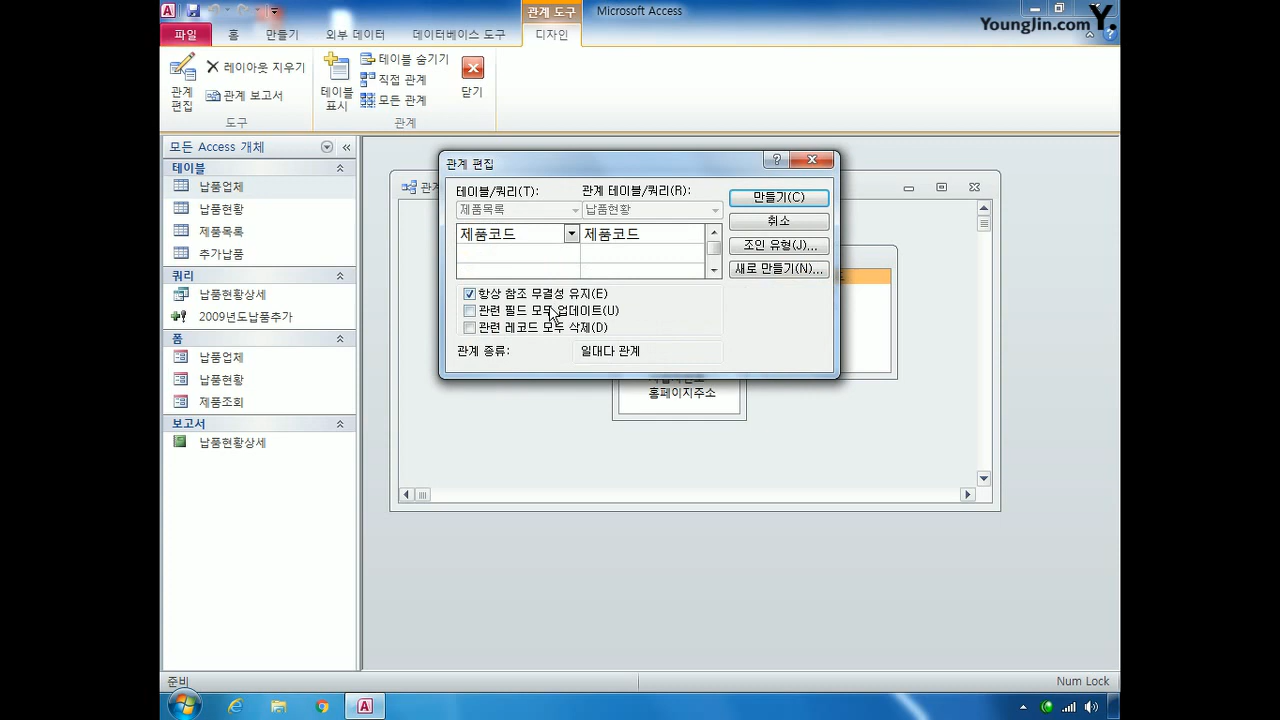 관계 도구
Microsoft Access
Younglin.com Y.
파일
홈
만들기
외부 데이터
데이터베이스 도구
디자인
관계 편집
레이아웃 지우기
관계 보고서
도구
테이블 표시
테이블 숨기기
직접 관계
모든 관계
관계
닫기
모든 Access 개체
테이블
납품업체
납품현황
제품목록
추가납품
쿼리
납품현황상세
2009년도납품추가
폼
납품업체
납품현황
제품조회
보고서
납품현황상세
관계
관계 편집
테이블/쿼리(T):
관계 테이블/쿼리(R):
제품목록
납품현황
제품코드
제품코드
만들기(C)
취소
조인 유형(J)...
새로 만들기(N)...
항상 참조 무결성 유지(E)
관련 필드 모두 업데이트(U)
관련 레코드 모두 삭제(D)
관계 종류:
일대다 관계
홈페이지주소
준비
Num Lock